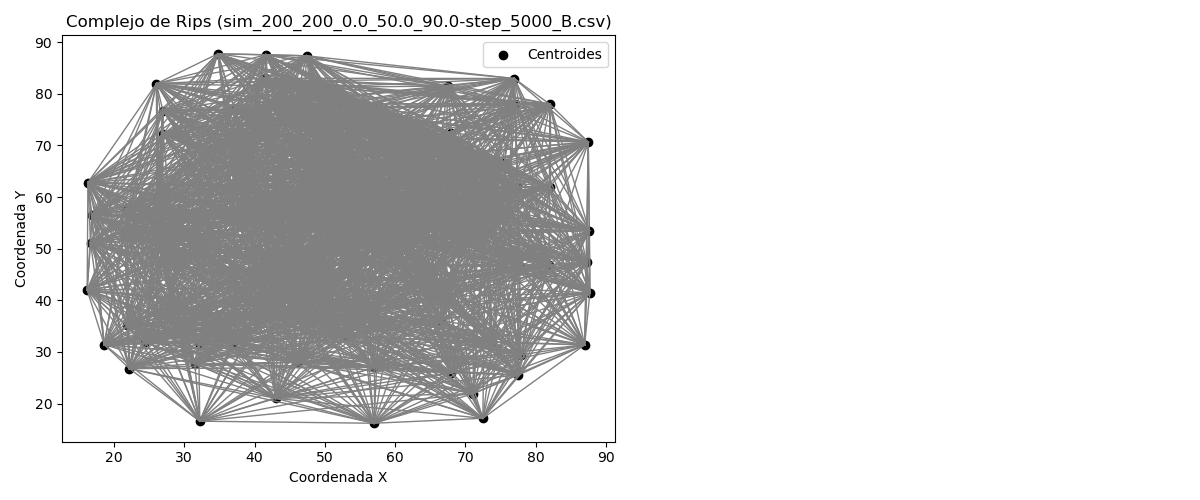 Complejo de Rips (sim_200_200_0.0_50.0_90.0-step_5000_B.csv)
Centroides
90
80
70
60
50
40
30
20
Coordenada Y
20 30 40 50 60 70 80 90
Coordenada X